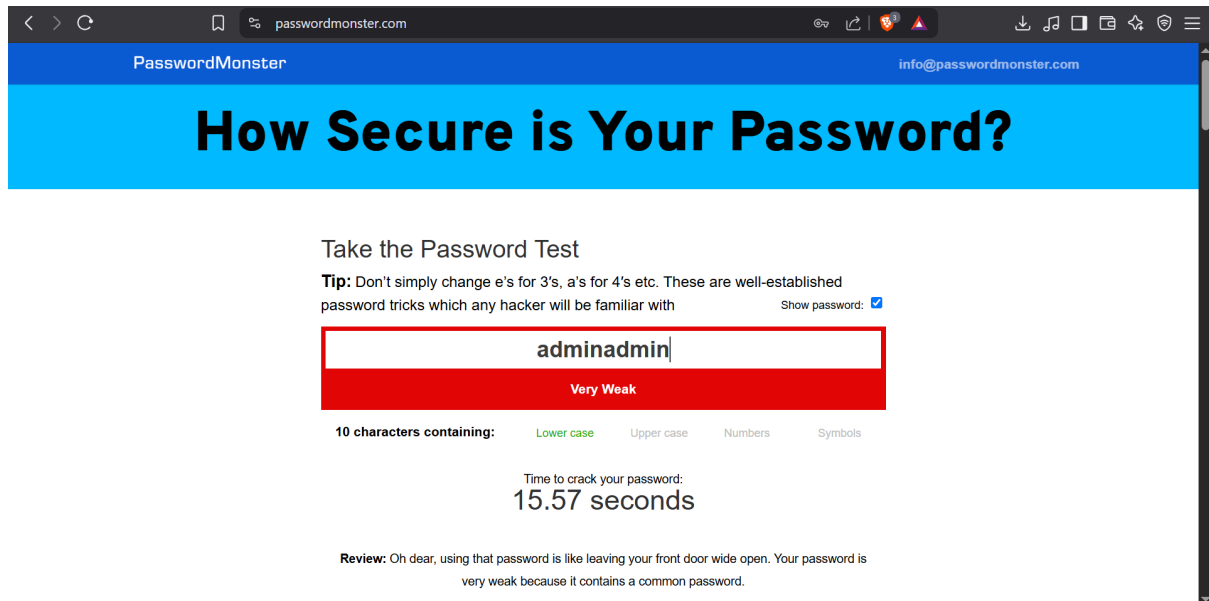 passwordmonster.com
3
PasswordMonster
info@passwordmonster.com
How Secure is Your Password?
Take the Password Test
Tip: Don't simply change e's for 3′s, a's for 4′s etc. These are well-established
password tricks which any hacker will be familiar with
Show password:
adminadmin
Very Weak
10 characters containing: Lower case Upper case Numbers Symbols
Time to crack your password:
15.57 seconds
Review: Oh dear, using that password is like leaving your front door wide open. Your password is
very weak because it contains a common password.